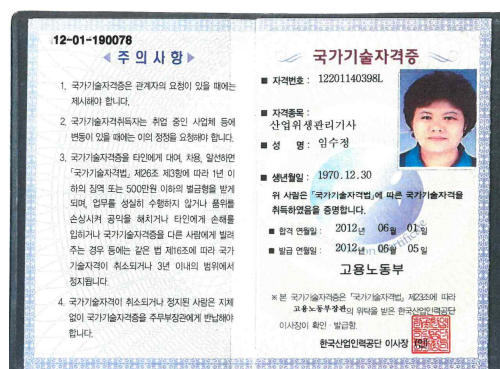 12-01-190078
주 의 사 항
1. 국가기술자격증은 관계자의 요청이 있을 때에는
제시해야 합니다.
2. 국가기술자격취득자는 취업 중인 사업체 등에
변동이 있을 때에는 이의 정정을 요청해야 합니다.
3. 국가기술자격증을 타인에게 대여, 차용, 알선하면
「국가기술자격법」 제26조 제3항에 따라 1년 이
하의 징역 또는 500만원 이하의 벌금형을 받게
되며, 업무를 성실히 수행하지 않거나 품위를
손상시켜 공익을 해치거나 타인에게 손해를
입히거나 국가기술자격증을 다른 사람에게 빌려
주는 경우 등에는 같은 법 제16조에 따라 국가
기술자격이 취소되거나 3년 이내의 범위에서
정지됩니다.
4. 국가기술자격이 취소되거나 정지된 사람은 지체
없이 국가기술자격증을 주무부장관에게 반납해야
합니다.
국가기술자격증
■ 자격번호 : 12201140398L
■ 자격종목 :
산업위생관리기사
■ 성 명 : 임수정
■ 생년월일 : 1970.12.30
위 사람은 「국가기술자격법」에 따른 국가기술자격을
취득하였음을 증명합니다.
■ 합격 연월일 : 2012년 06월 01일
■ 발급 연월일 : 2012년 06월 05일
고용노동부
※ 본 국가기술자격증은 「국가기술자격법」 제23조에 따라
고용노동부장관의 위탁을 받은 한국산업인력공단
이사장이 확인·발급함.
한국산업인력공단 이사장 (인)